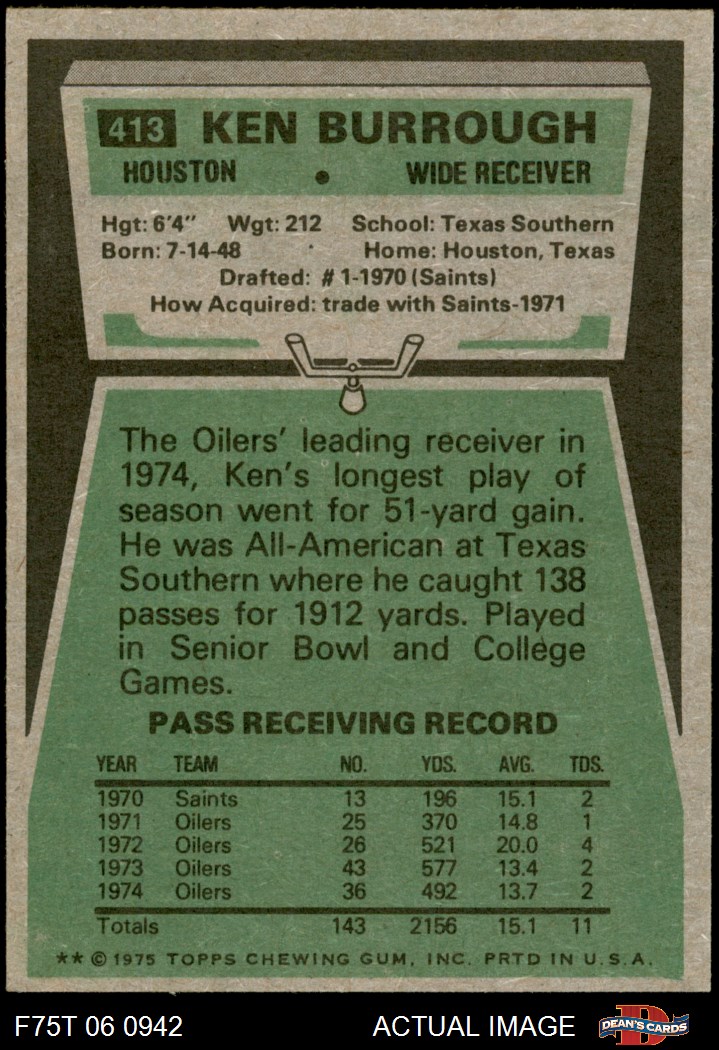 413 KEN BURROUGH
HOUSTON • WIDE RECEIVER
Hgt: 6'4" Wgt: 212 School: Texas Southern
Born: 7-14-48 Home: Houston, Texas
Drafted: #1-1970 (Saints)
How Acquired: trade with Saints-1971
The Oilers' leading receiver in
1974, Ken's longest play of
season went for 51-yard gain.
He was All-American at Texas
Southern where he caught 138
passes for 1912 yards. Played
in Senior Bowl and College
Games.
PASS RECEIVING RECORD
YEAR TEAM NO. YDS. AVG. TDS.
1970 Saints 13 196 15.1 2
1971 Oilers 25 370 14.8 1
1972 Oilers 26 521 20.0 4
1973 Oilers 43 577 13.4 2
1974 Oilers 36 492 13.7 2
Totals 143 2156 15.1 11
** © 1975 TOPPS CHEWING GUM, INC. PRTD IN U.S.A.
F75T 06 0942 ACTUAL IMAGE D DEAN'S CARDS